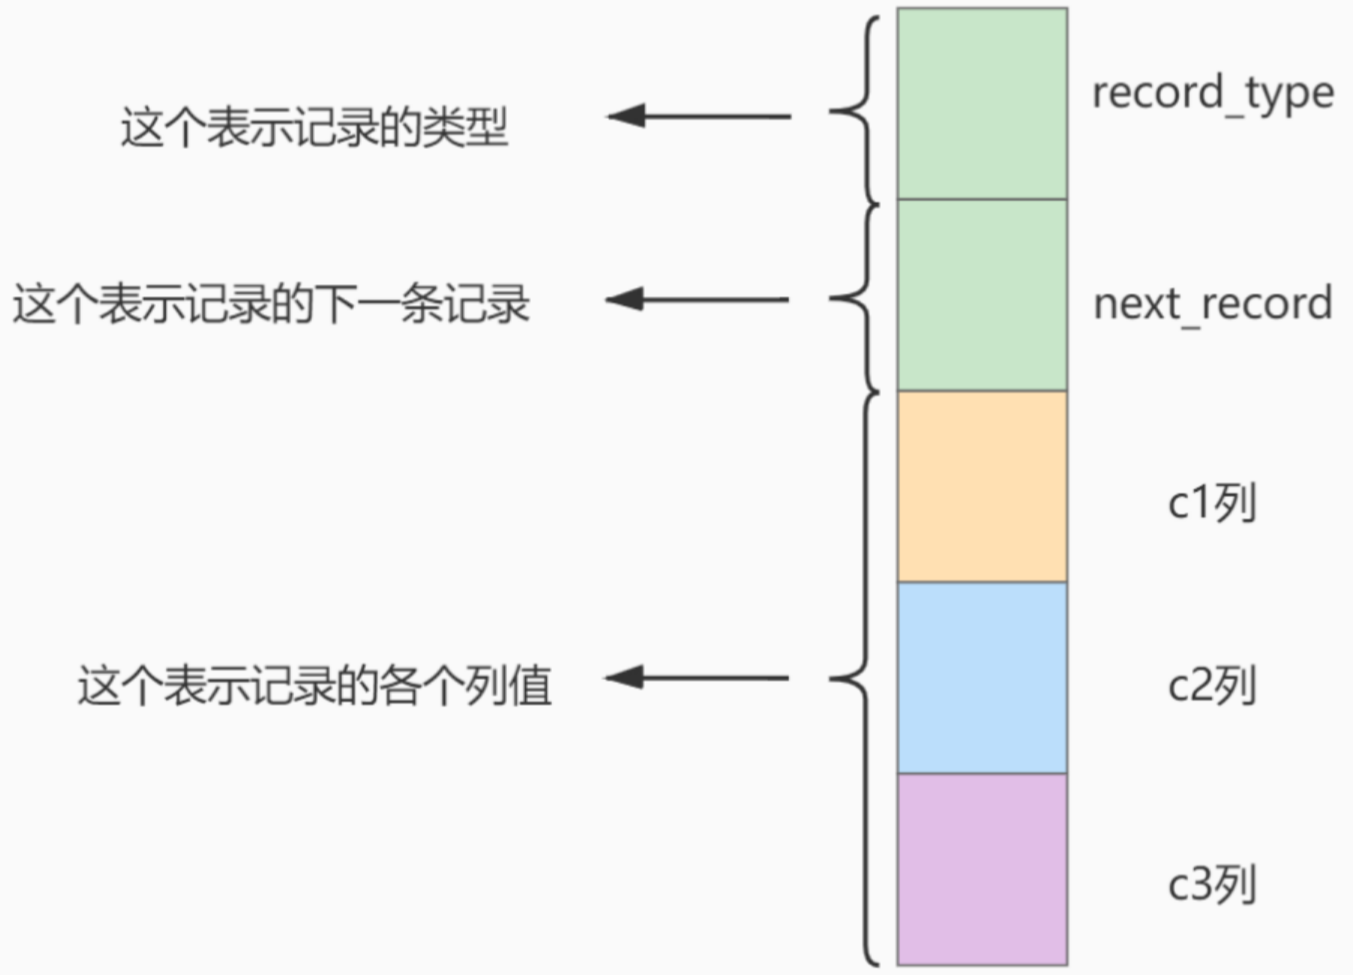 这个表示记录的类型
record_type
这个表示记录的下一条记录
next_record
c1列
这个表示记录的各个列值
c2列
c3列